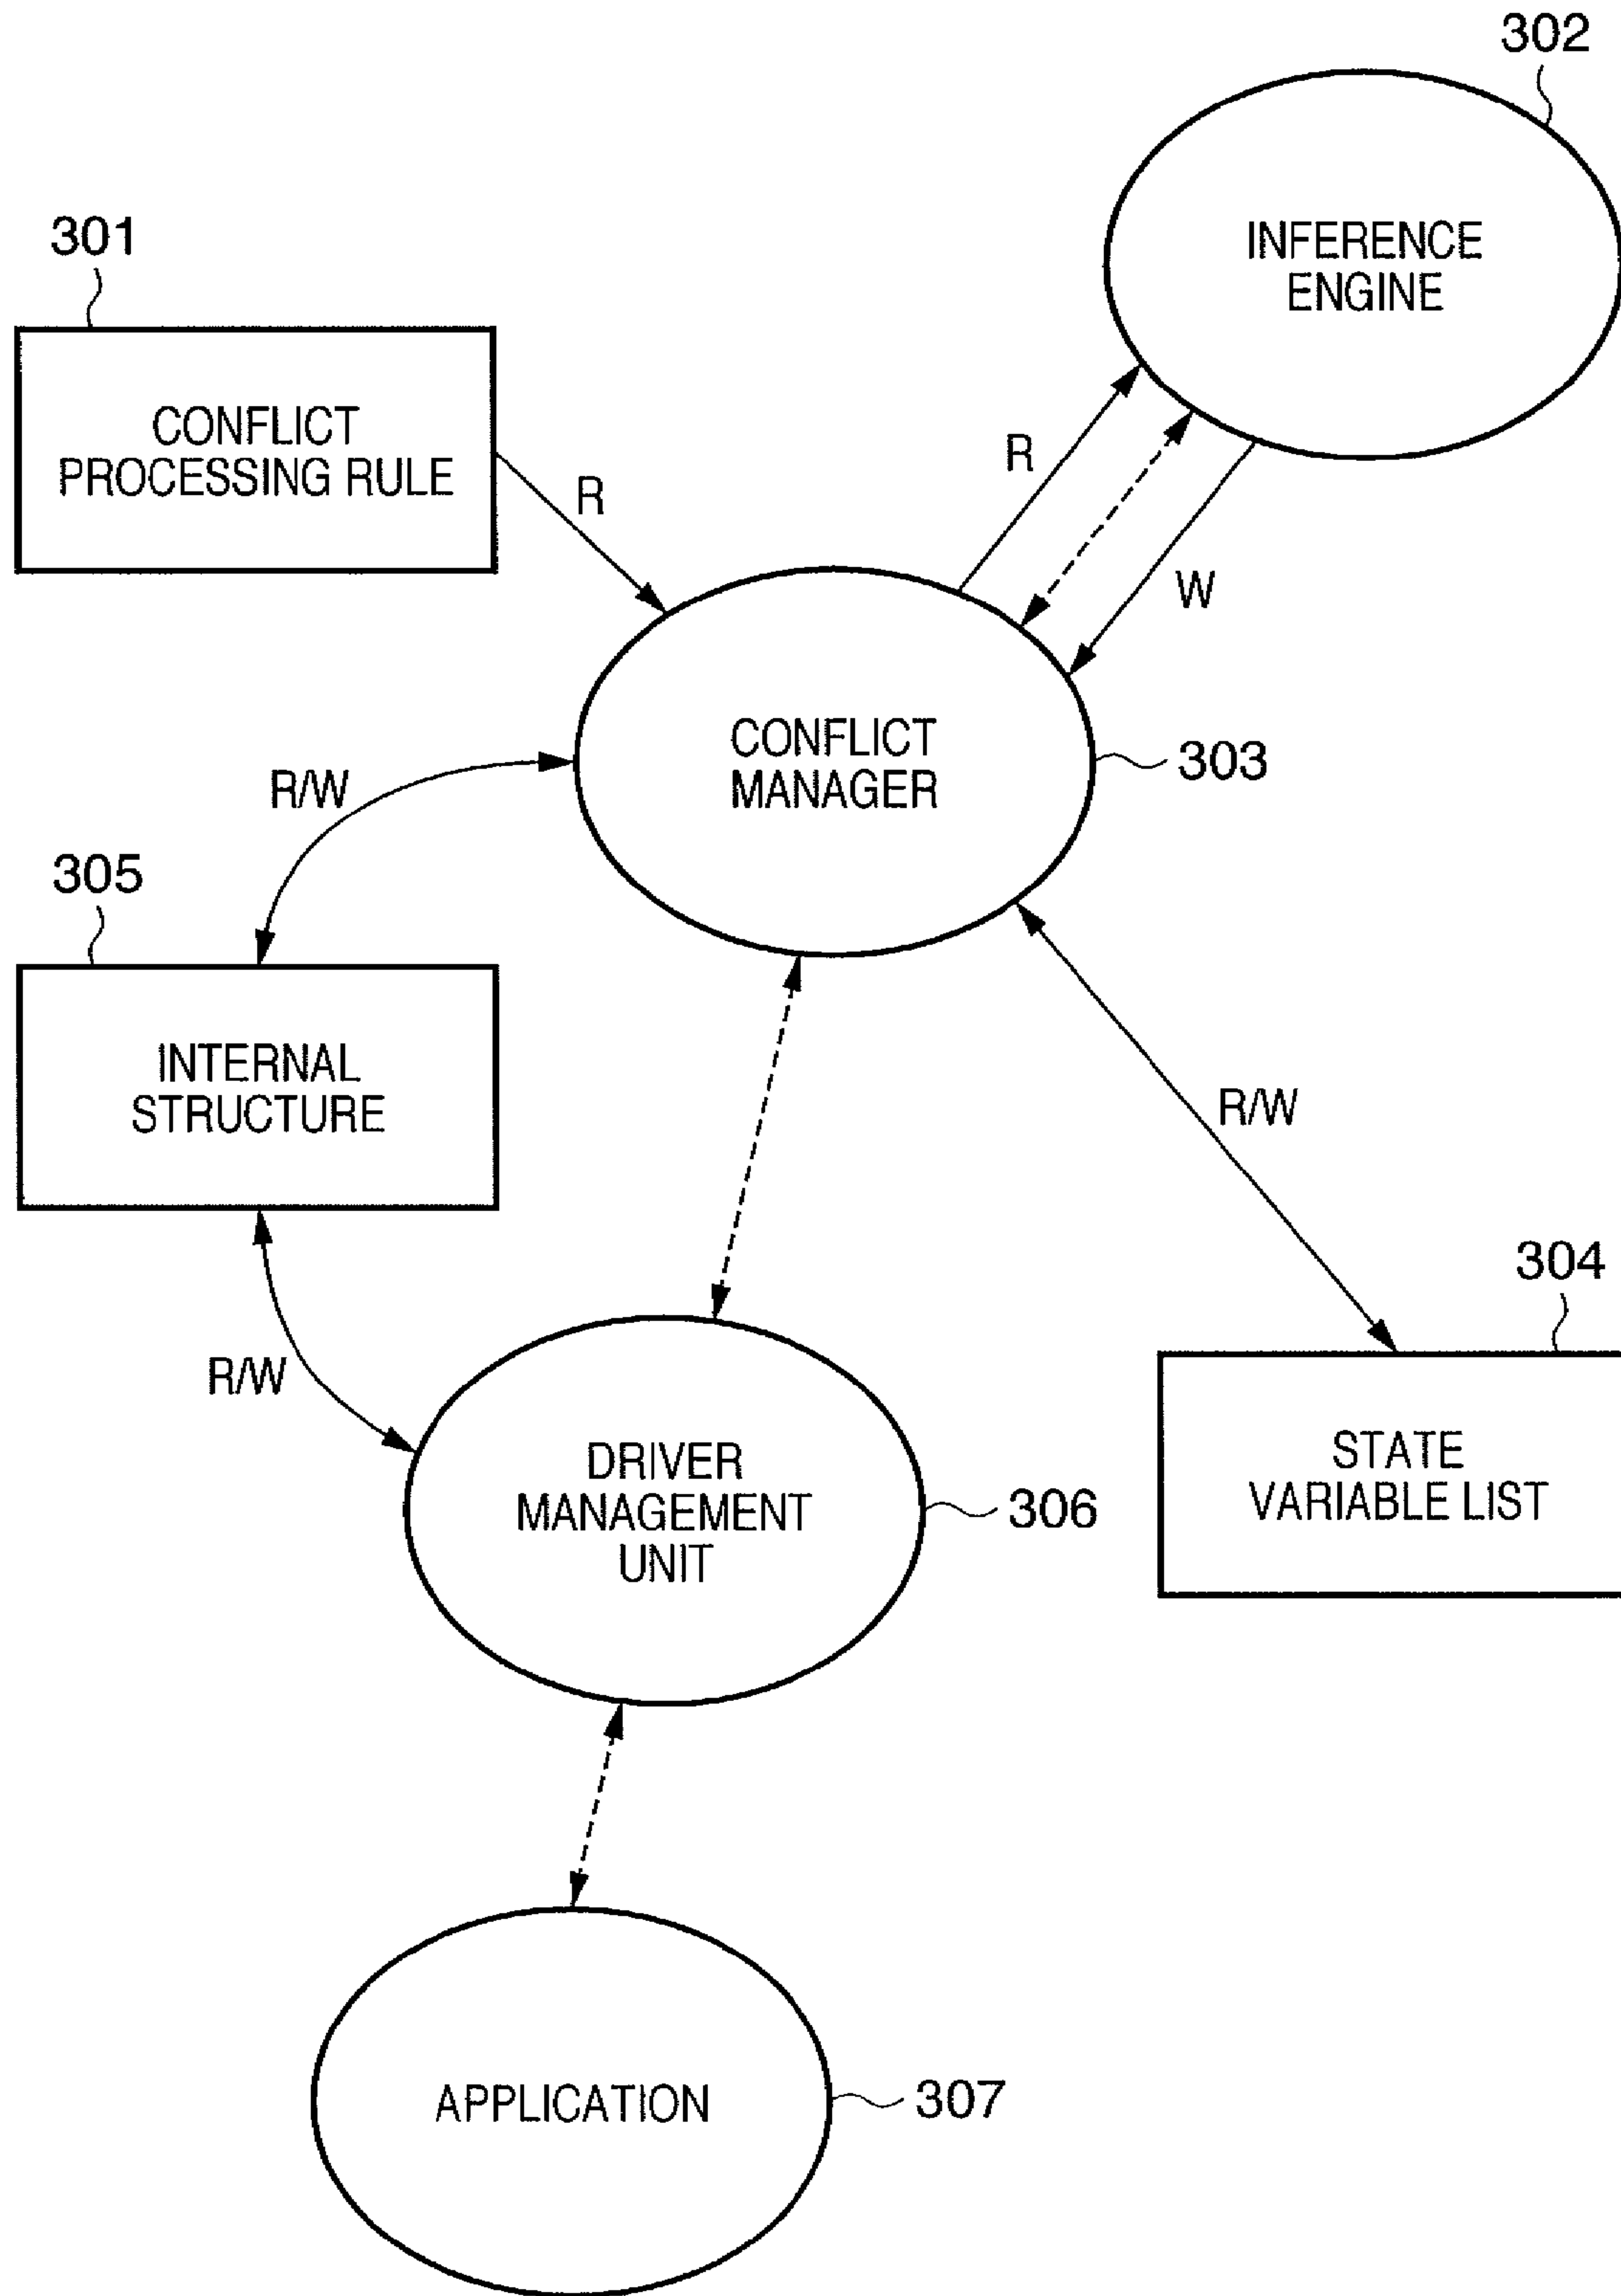 302
INFERENCE
ENGINE
301
CONFLICT
PROCESSING RULE
R
R
W
CONFLICT
MANAGER
303
R/W
305
INTERNAL
STRUCTURE
R/W
304
R/W
DRIVER
MANAGEMENT
UNIT
306
STATE
VARIABLE LIST
APPLICATION
307